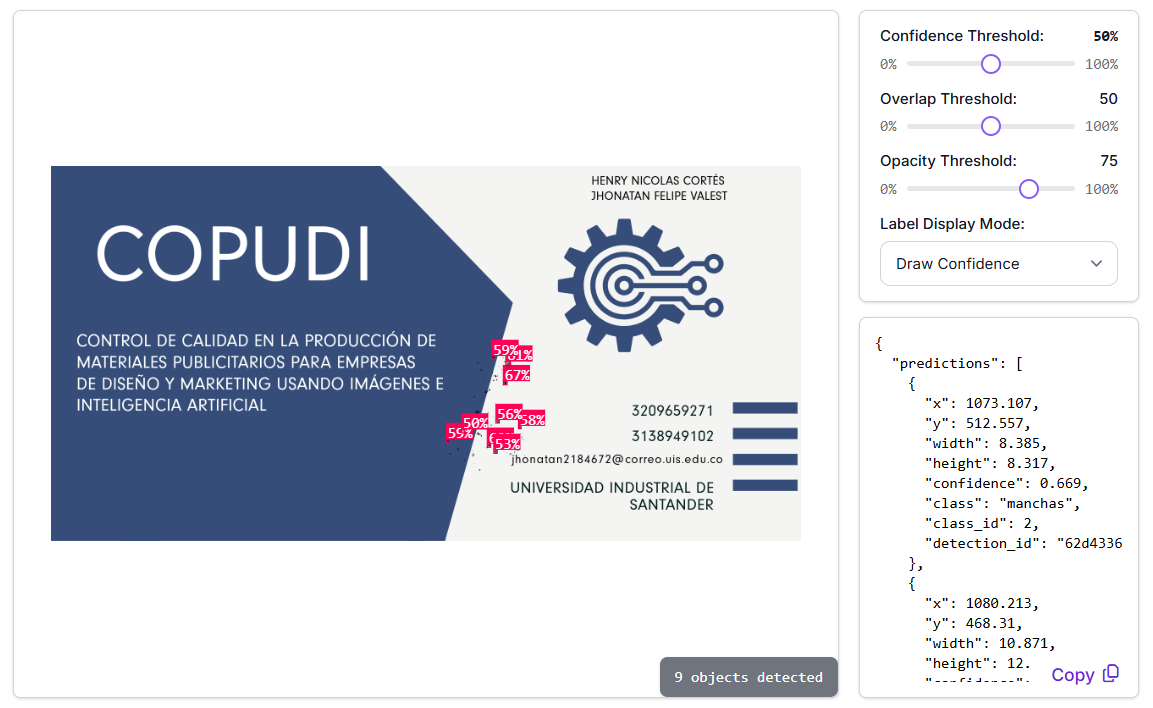 COPUDI
CONTROL DE CALIDAD EN LA PRODUCCIÓN DE
MATERIALES PUBLICITARIOS PARA EMPRESAS
DE DISEÑO Y MARKETING USANDO IMÁGENES E
INTELIGENCIA ARTIFICIAL
HENRY NICOLAS CORTÉS
JHONATAN FELIPE VALEST
59%
61%
67%
56%
58%
50%
59%
53%
3209659271
3138949102
jhonatan2184672@correo.uis.edu.co
UNIVERSIDAD INDUSTRIAL DE
SANTANDER
9 objects detected
Confidence Threshold: 50%
0% 100%
Overlap Threshold: 50
0% 100%
Opacity Threshold: 75
0% 100%
Label Display Mode:
Draw Confidence
{
"predictions": [
{
"x": 1073.107,
"y": 512.557,
"width": 8.385,
"height": 8.317,
"confidence": 0.669,
"class": "manchas",
"class_id": 2,
"detection_id": "62d4336
},
{
"x": 1080.213,
"y": 468.31,
"width": 10.871,
"height": 12.
Copy